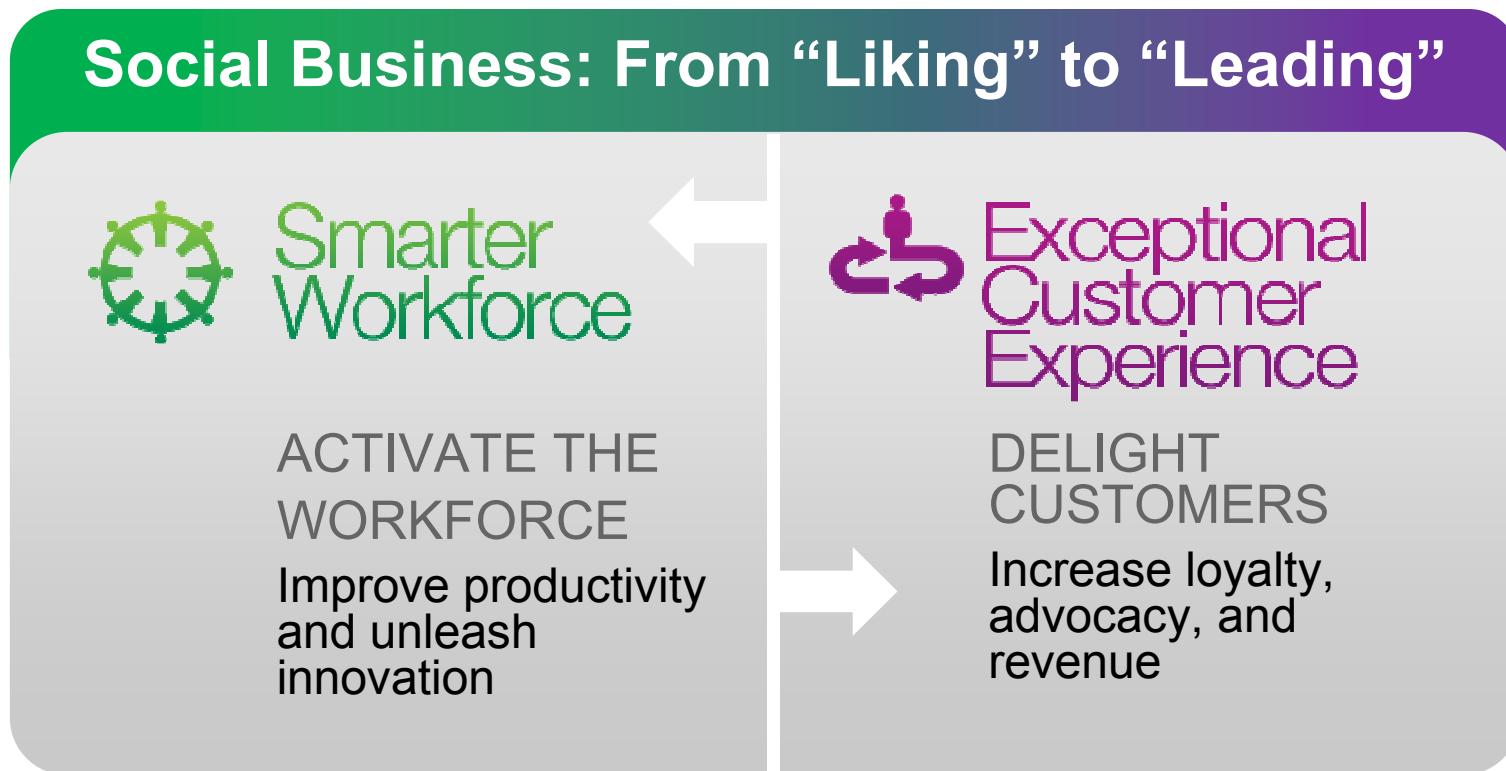 Social Business: From “Liking” to “Leading”
Smarter
Workforce
ACTIVATE THE
WORKFORCE
Improve productivity
and unleash
innovation
Exceptional
Customer
Experience
DELIGHT
CUSTOMERS
Increase loyalty,
advocacy, and
revenue